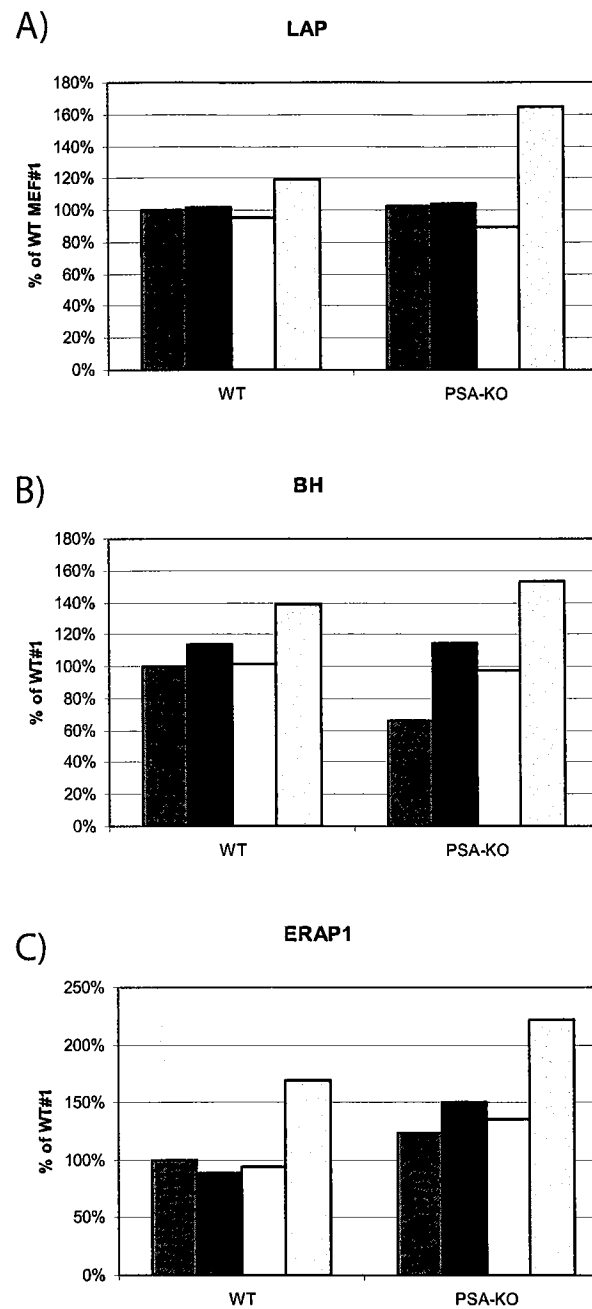 A)
LAP
180%
160%
140%
120%
100%
80%
60%
40%
20%
0%
% of WT MEF#1
WT
PSA-KO
B)
BH
180%
160%
140%
120%
100%
80%
60%
40%
20%
0%
% of WT#1
WT
PSA-KO
C)
ERAP1
250%
200%
150%
100%
50%
0%
% of WT#1
WT
PSA-KO